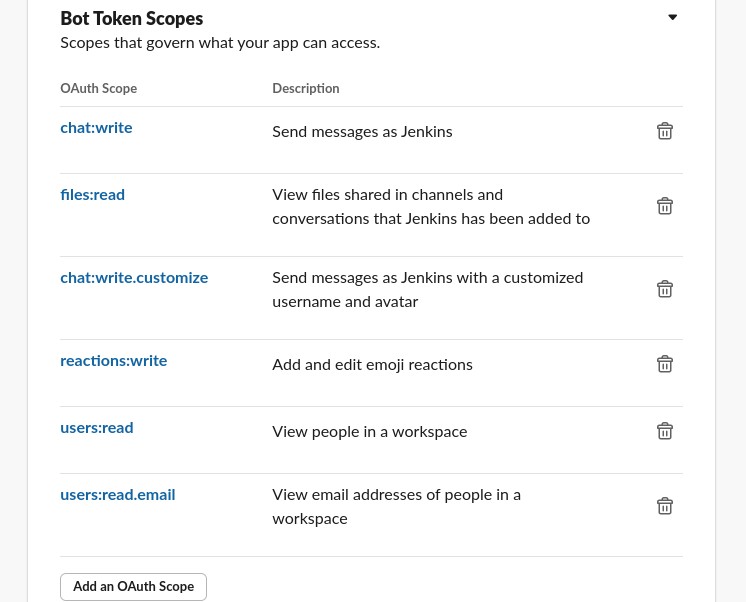 Bot Token Scopes
Scopes that govern what your app can access.
OAuth Scope Description
chat:write Send messages as Jenkins
files:read View files shared in channels and
conversations that Jenkins has been added to
chat:write.customize Send messages as Jenkins with a customized
username and avatar
reactions:write Add and edit emoji reactions
users:read View people in a workspace
users:read.email View email addresses of people in a
workspace
Add an OAuth Scope